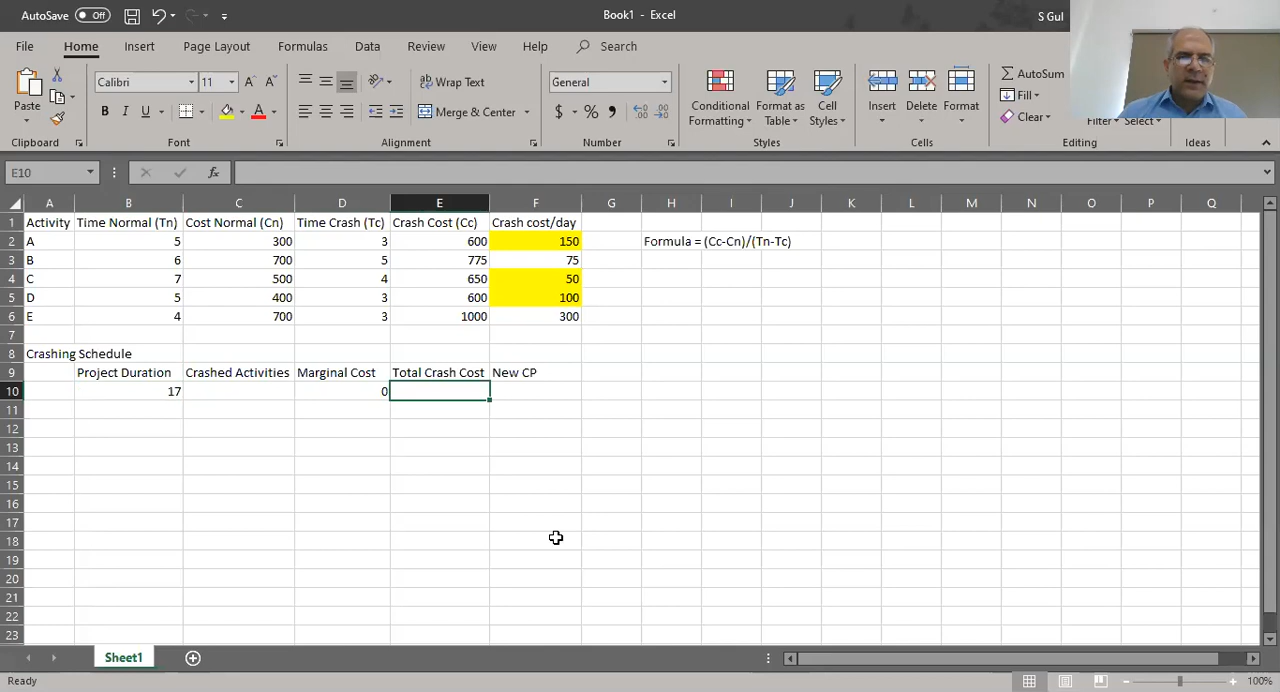 AutoSave Off
Book1 - Excel
S Gul
File Home Insert Page Layout Formulas Data Review View Help Search
Paste
Calibri 11
B I U
Wrap Text
Merge & Center
General
$ % ,
Conditional Formatting
Format as Table
Cell Styles
Insert
Delete
Format
AutoSum
Fill
Clear
Filter
Select
Clipboard Font Alignment Number Styles Cells Editing Ideas
E10 fx
A B C D E F G H I J K L M N O P Q
1 Activity Time Normal (Tn) Cost Normal (Cn) Time Crash (Tc) Crash Cost (Cc) Crash cost/day
2 A 5 300 3 600 150 Formula = (Cc-Cn)/(Tn-Tc)
3 B 6 700 5 775 75
4 C 7 500 4 650 50
5 D 5 400 3 600 100
6 E 4 700 3 1000 300
7
8 Crashing Schedule
9 Project Duration Crashed Activities Marginal Cost Total Crash Cost New CP
10 17 0
11
12
13
14
15
16
17
18
19
20
21
22
23
Sheet1
Ready
100%